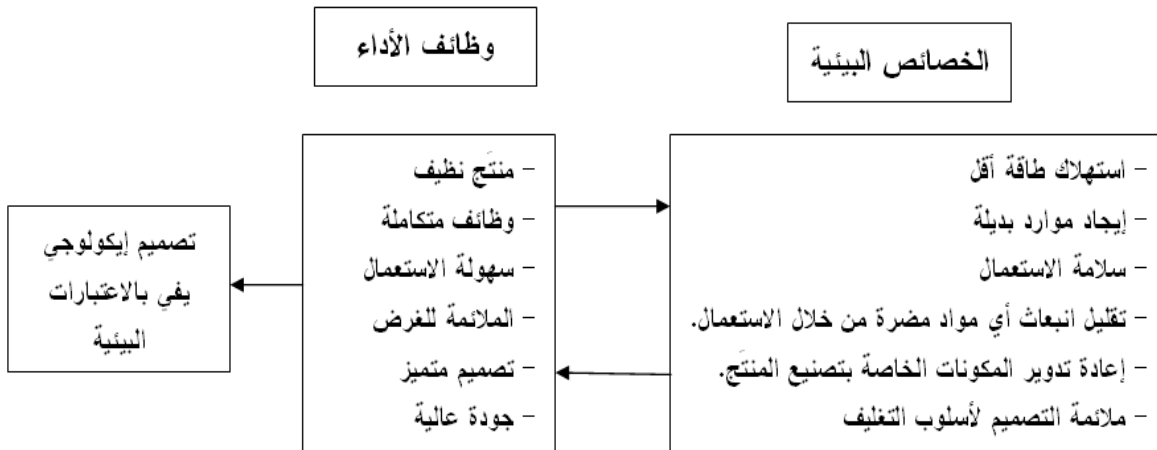 الخصائص البيئية
- استهلاك طاقة أقل
- إيجاد موارد بديلة
- سلامة الاستعمال
- تقليل انبعاث أي مواد مضرة من خلال الاستعمال.
- إعادة تدوير المكونات الخاصة بتصنيع المنتَج.
- ملائمة التصميم لأسلوب التغليف
وظائف الأداء
- منتَج نظيف
- وظائف متكاملة
- سهولة الاستعمال
- الملائمة للغرض
- تصميم متميز
- جودة عالية
تصميم إيكولوجي
يفي بالاعتبارات
البيئية